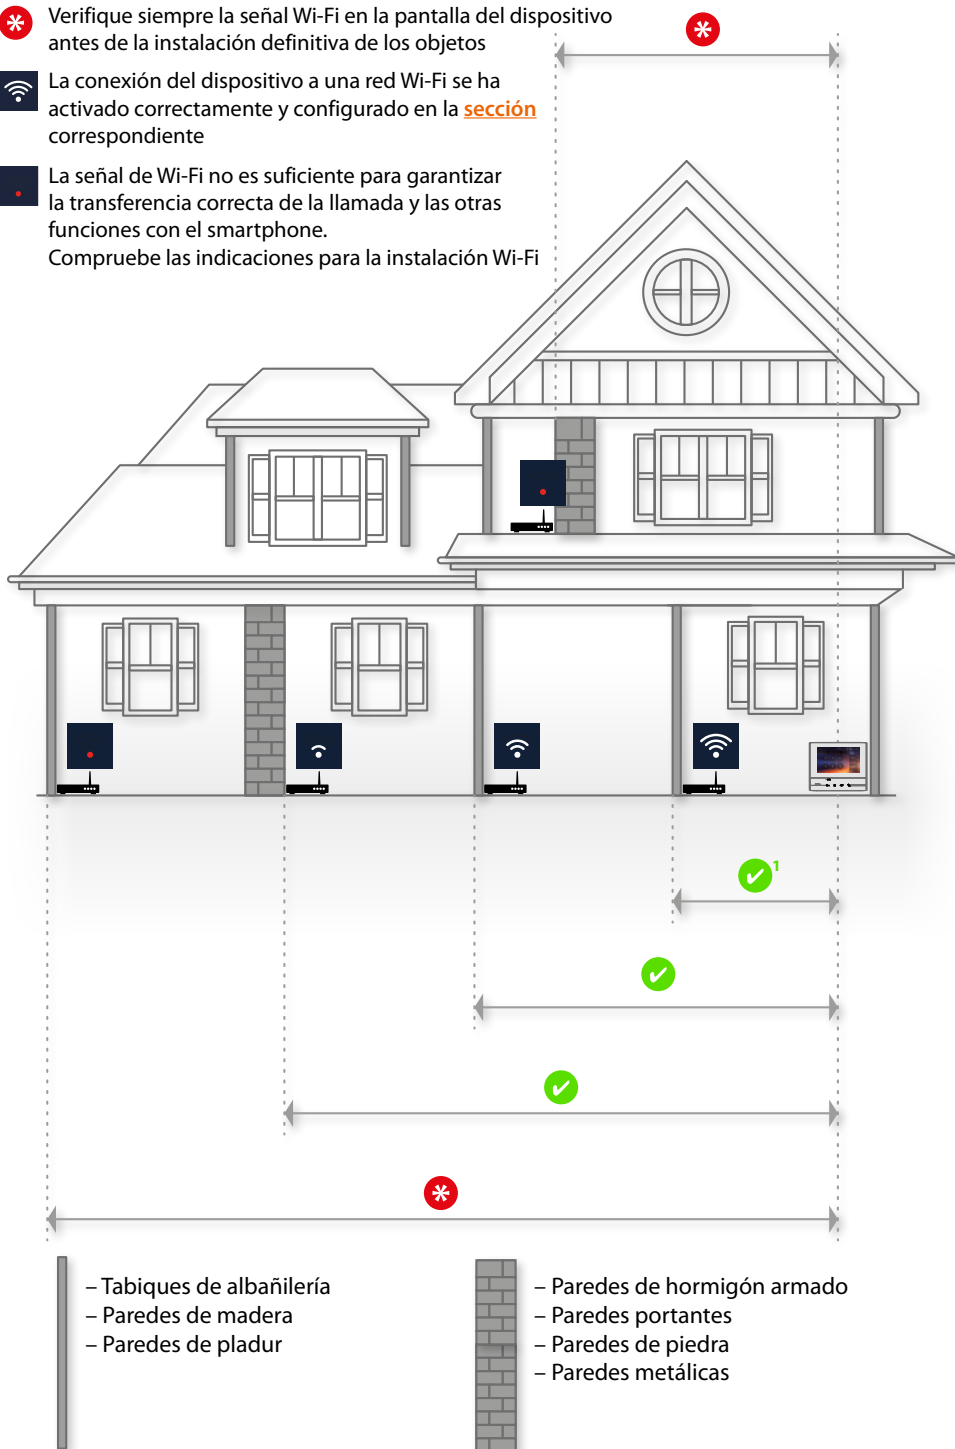 Verifique siempre la señal Wi-Fi en la pantalla del dispositivo
antes de la instalación definitiva de los objetos
La conexión del dispositivo a una red Wi-Fi se ha
activado correctamente y configurado en la sección
correspondiente
La señal de Wi-Fi no es suficiente para garantizar
la transferencia correcta de la llamada y las otras
funciones con el smartphone.
Compruebe las indicaciones para la instalación Wi-Fi
1
– Tabiques de albañilería
– Paredes de madera
– Paredes de pladur
– Paredes de hormigón armado
– Paredes portantes
– Paredes de piedra
– Paredes metálicas